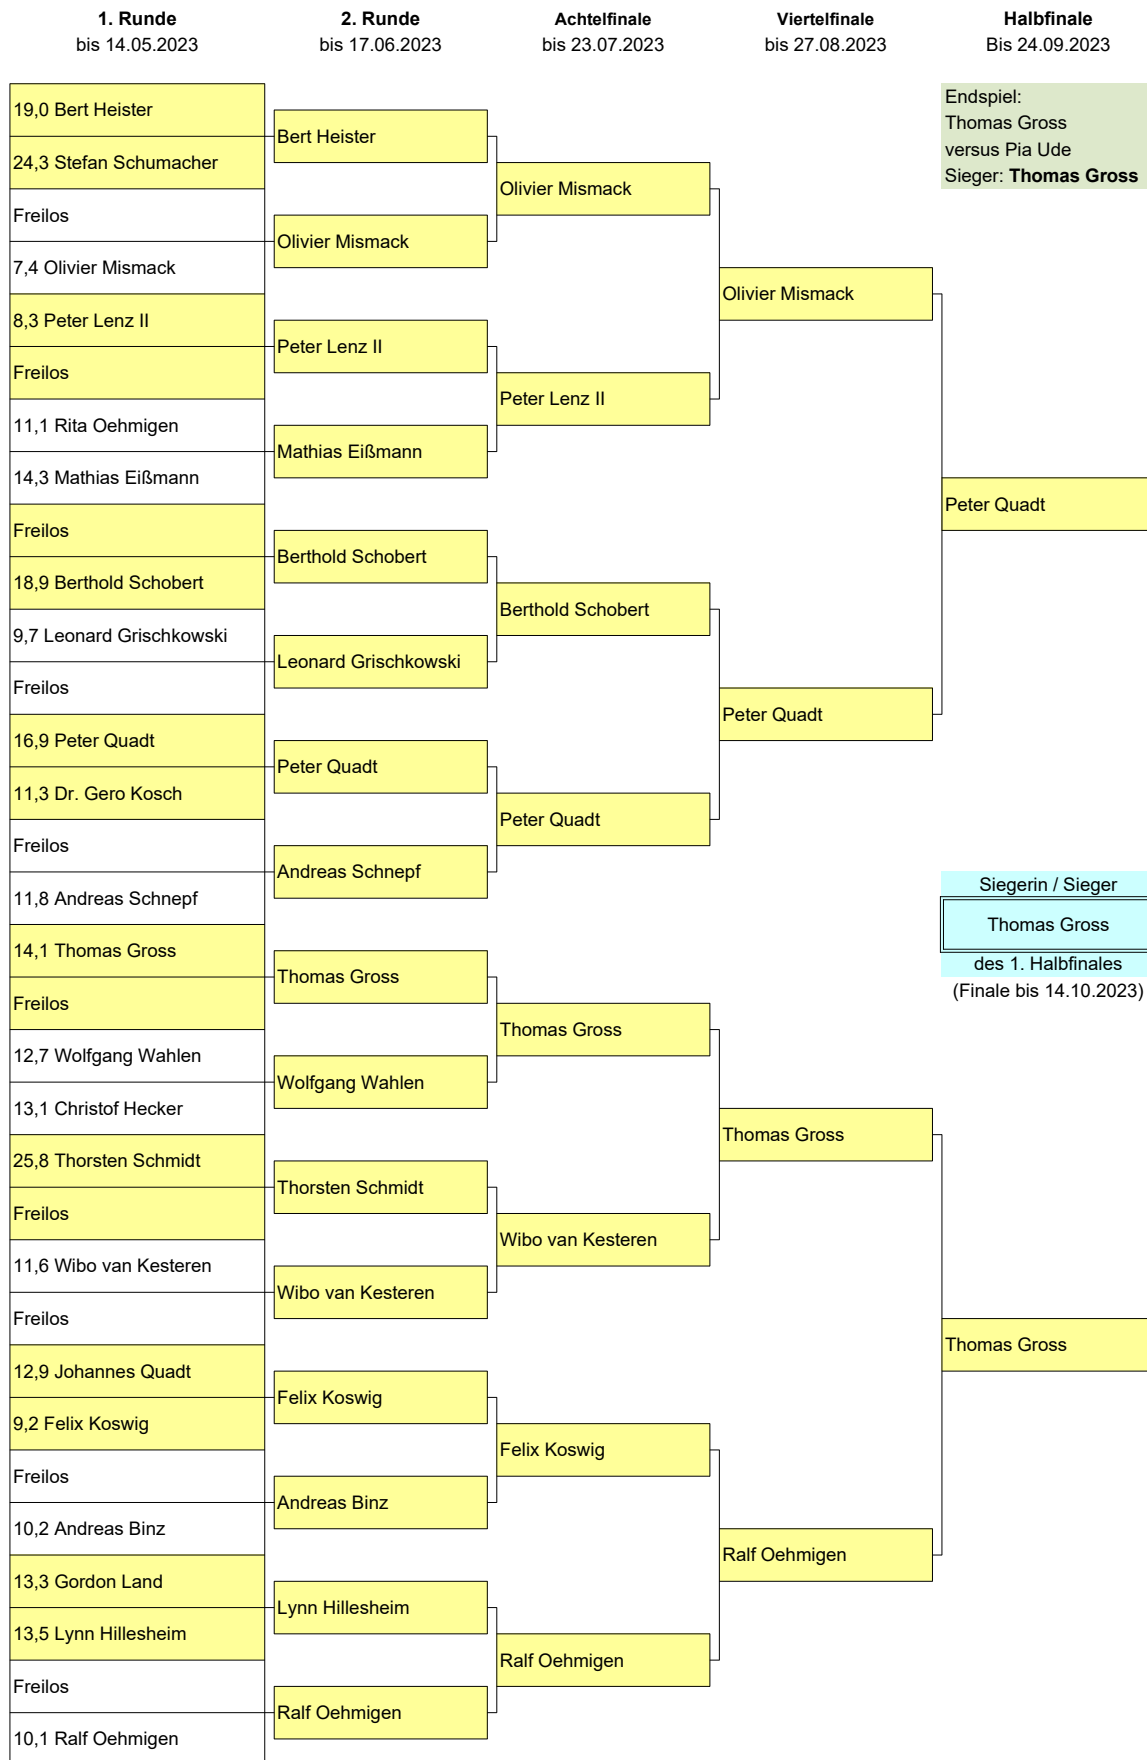 1. Runde
bis 14.05.2023
2. Runde
bis 17.06.2023
Achtelfinale
bis 23.07.2023
Viertelfinale
bis 27.08.2023
Halbfinale
Bis 24.09.2023
19,0 Bert Heister
24,3 Stefan Schumacher
Freilos
7,4 Olivier Mismack
8,3 Peter Lenz II
Freilos
11,1 Rita Oehmigen
14,3 Mathias Eißmann
Freilos
18,9 Berthold Schobert
9,7 Leonard Grischkowski
Freilos
16,9 Peter Quadt
11,3 Dr. Gero Kosch
Freilos
11,8 Andreas Schnepf
14,1 Thomas Gross
Freilos
12,7 Wolfgang Wahlen
13,1 Christof Hecker
25,8 Thorsten Schmidt
Freilos
11,6 Wibo van Kesteren
Freilos
12,9 Johannes Quadt
9,2 Felix Koswig
Freilos
10,2 Andreas Binz
13,3 Gordon Land
13,5 Lynn Hillesheim
Freilos
10,1 Ralf Oehmigen
Bert Heister
Olivier Mismack
Peter Lenz II
Mathias Eißmann
Berthold Schobert
Leonard Grischkowski
Peter Quadt
Andreas Schnepf
Thomas Gross
Wolfgang Wahlen
Thorsten Schmidt
Wibo van Kesteren
Felix Koswig
Andreas Binz
Lynn Hillesheim
Ralf Oehmigen
Olivier Mismack
Peter Lenz II
Berthold Schobert
Peter Quadt
Thomas Gross
Wibo van Kesteren
Felix Koswig
Ralf Oehmigen
Olivier Mismack
Peter Quadt
Thomas Gross
Ralf Oehmigen
Endspiel:
Thomas Gross
versus Pia Ude
Sieger: Thomas Gross
Peter Quadt
Siegerin / Sieger
Thomas Gross
des 1. Halbfinales
(Finale bis 14.10.2023)
Thomas Gross